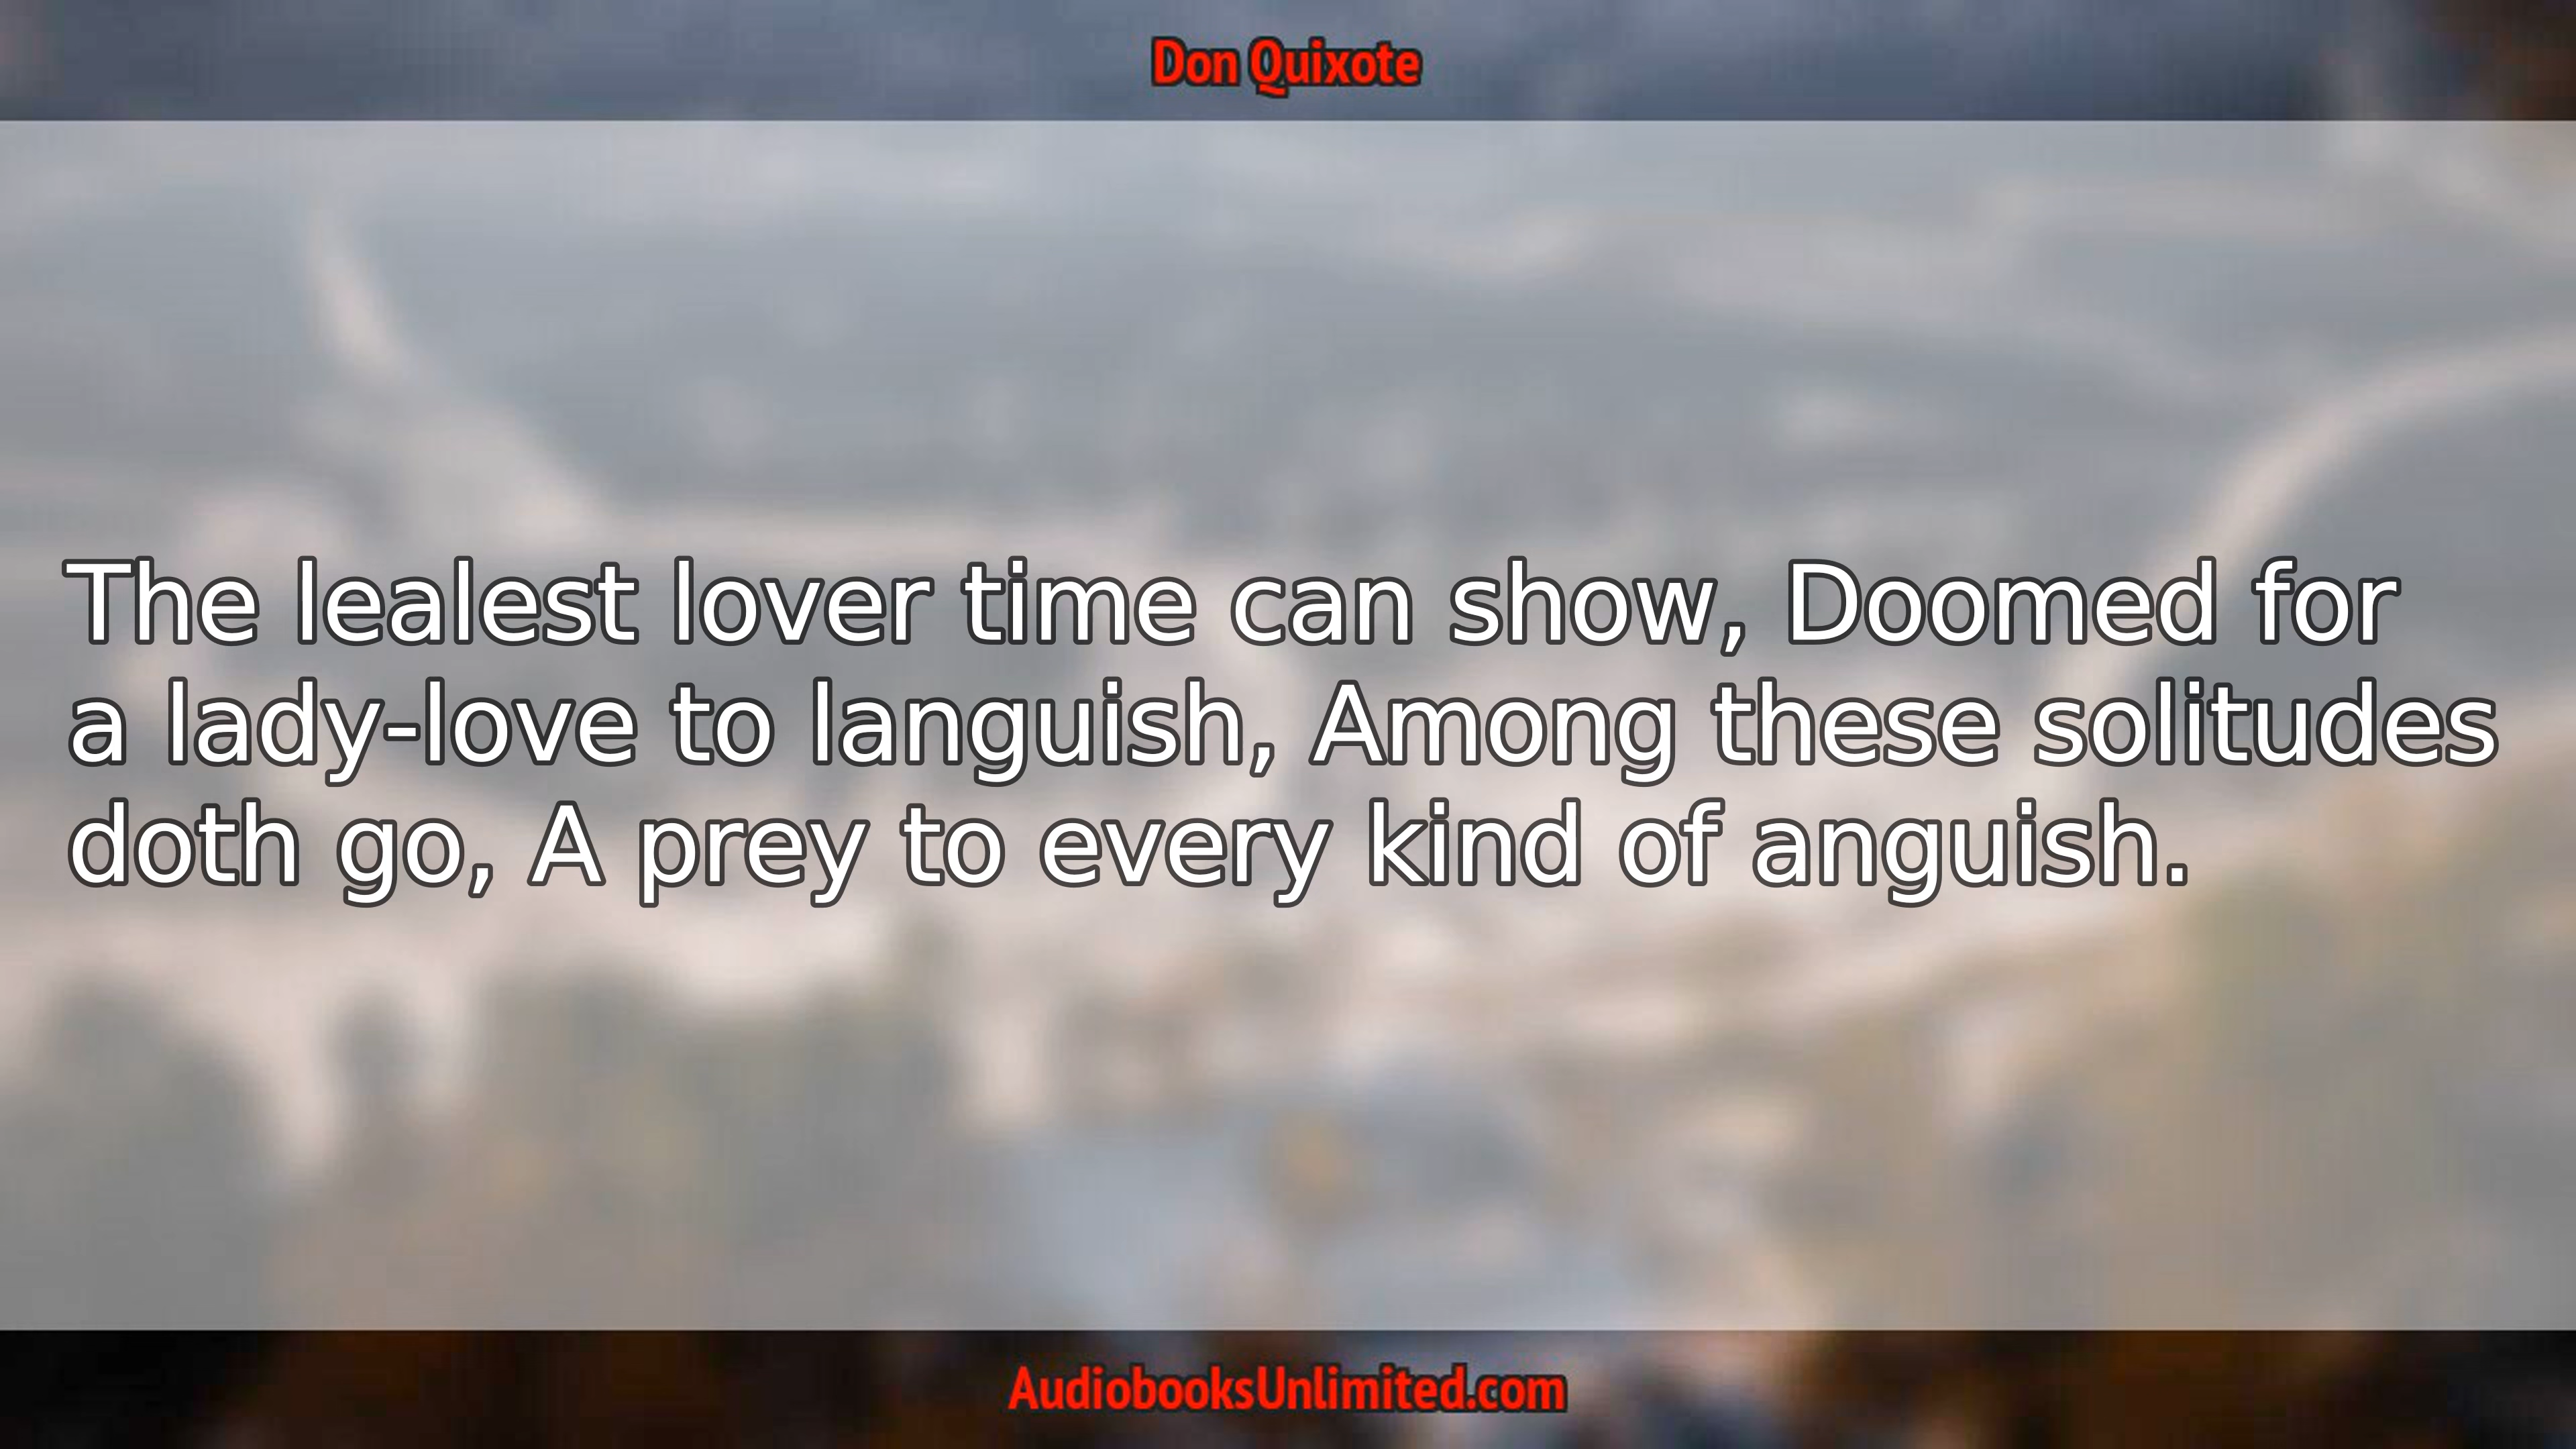 Don Quixote
The lealest lover time can show, Doomed for
a lady-love to languish, Among these solitudes
doth go, A prey to every kind of anguish.
AudiobooksUnlimited.com